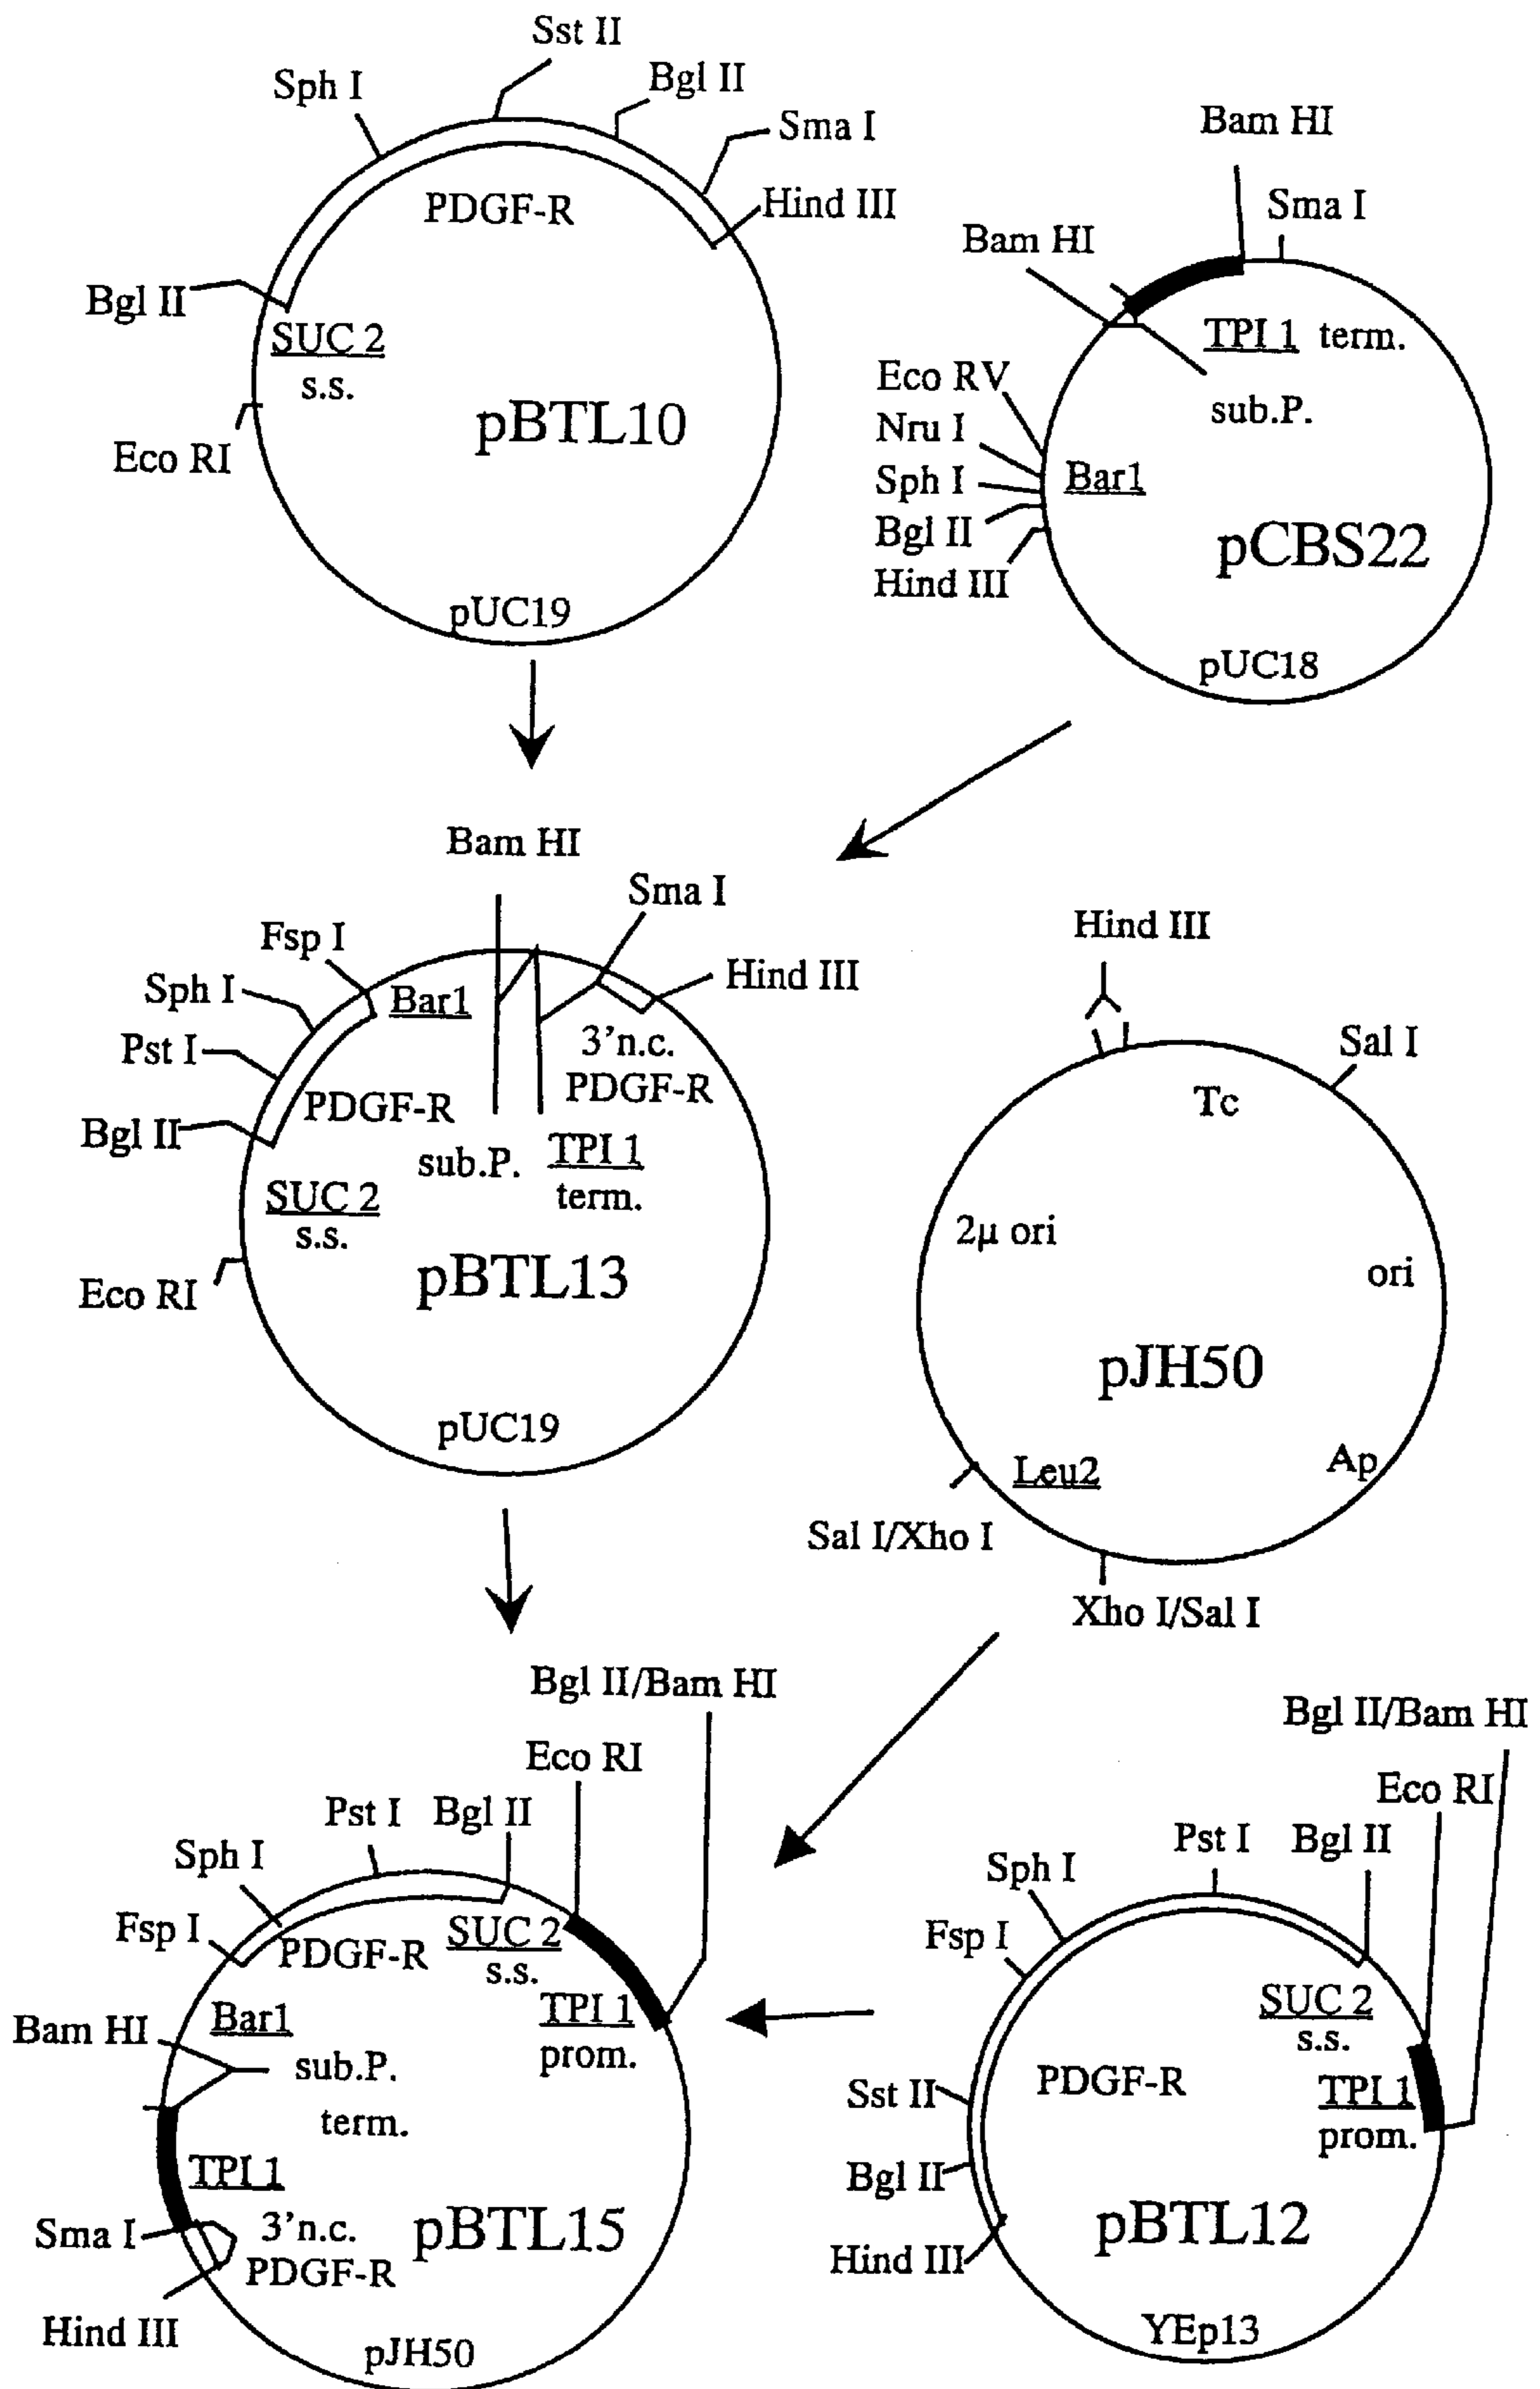 Sst II
Sph I
Bgl II
Sma I
Hind III
PDGF-R
Bgl II
SUC 2
s.s.
pBTL10
Eco RI
pUC19
Bam HI
Sma I
Bam HI
TPI 1 term.
sub.P.
Eco RV
Nru I
Sph I
Bar1
Bgl II
pCBS22
Hind III
pUC18
Bam HI
Sma I
Fsp I
Hind III
Sph I
Bar1
Pst I
3'n.c.
PDGF-R
PDGF-R
Bgl II
sub.P.
TPI 1
term.
SUC 2
s.s.
pBTL13
Eco RI
pUC19
Hind III
Sal I
Tc
2μ ori
ori
pJH50
Leu2
Ap
Sal I/Xho I
Xho I/Sal I
Bgl II/Bam HI
Eco RI
Pst I
Bgl II
Sph I
Fsp I
PDGF-R
SUC 2
s.s.
TPI 1
prom.
Bar1
Bam HI
sub.P.
term.
TPI 1
Sma I
3'n.c.
PDGF-R
pBTL15
Hind III
pJH50
Bgl II/Bam HI
Eco RI
Pst I
Bgl II
Sph I
Fsp I
SUC 2
s.s.
PDGF-R
TPI 1
prom.
Sst II
Bgl II
pBTL12
Hind III
YEp13